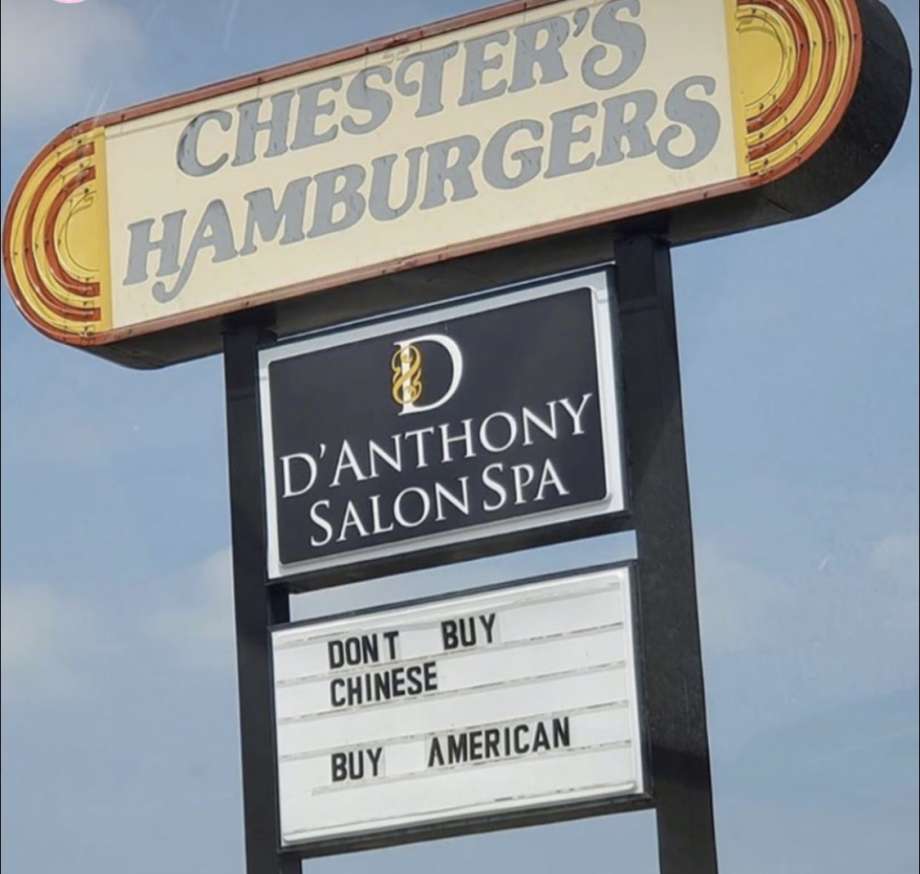 CHESTER'S
HAMBURGERS
D
D'ANTHONY
SALON SPA
DONT BUY
CHINESE
BUY AMERICAN